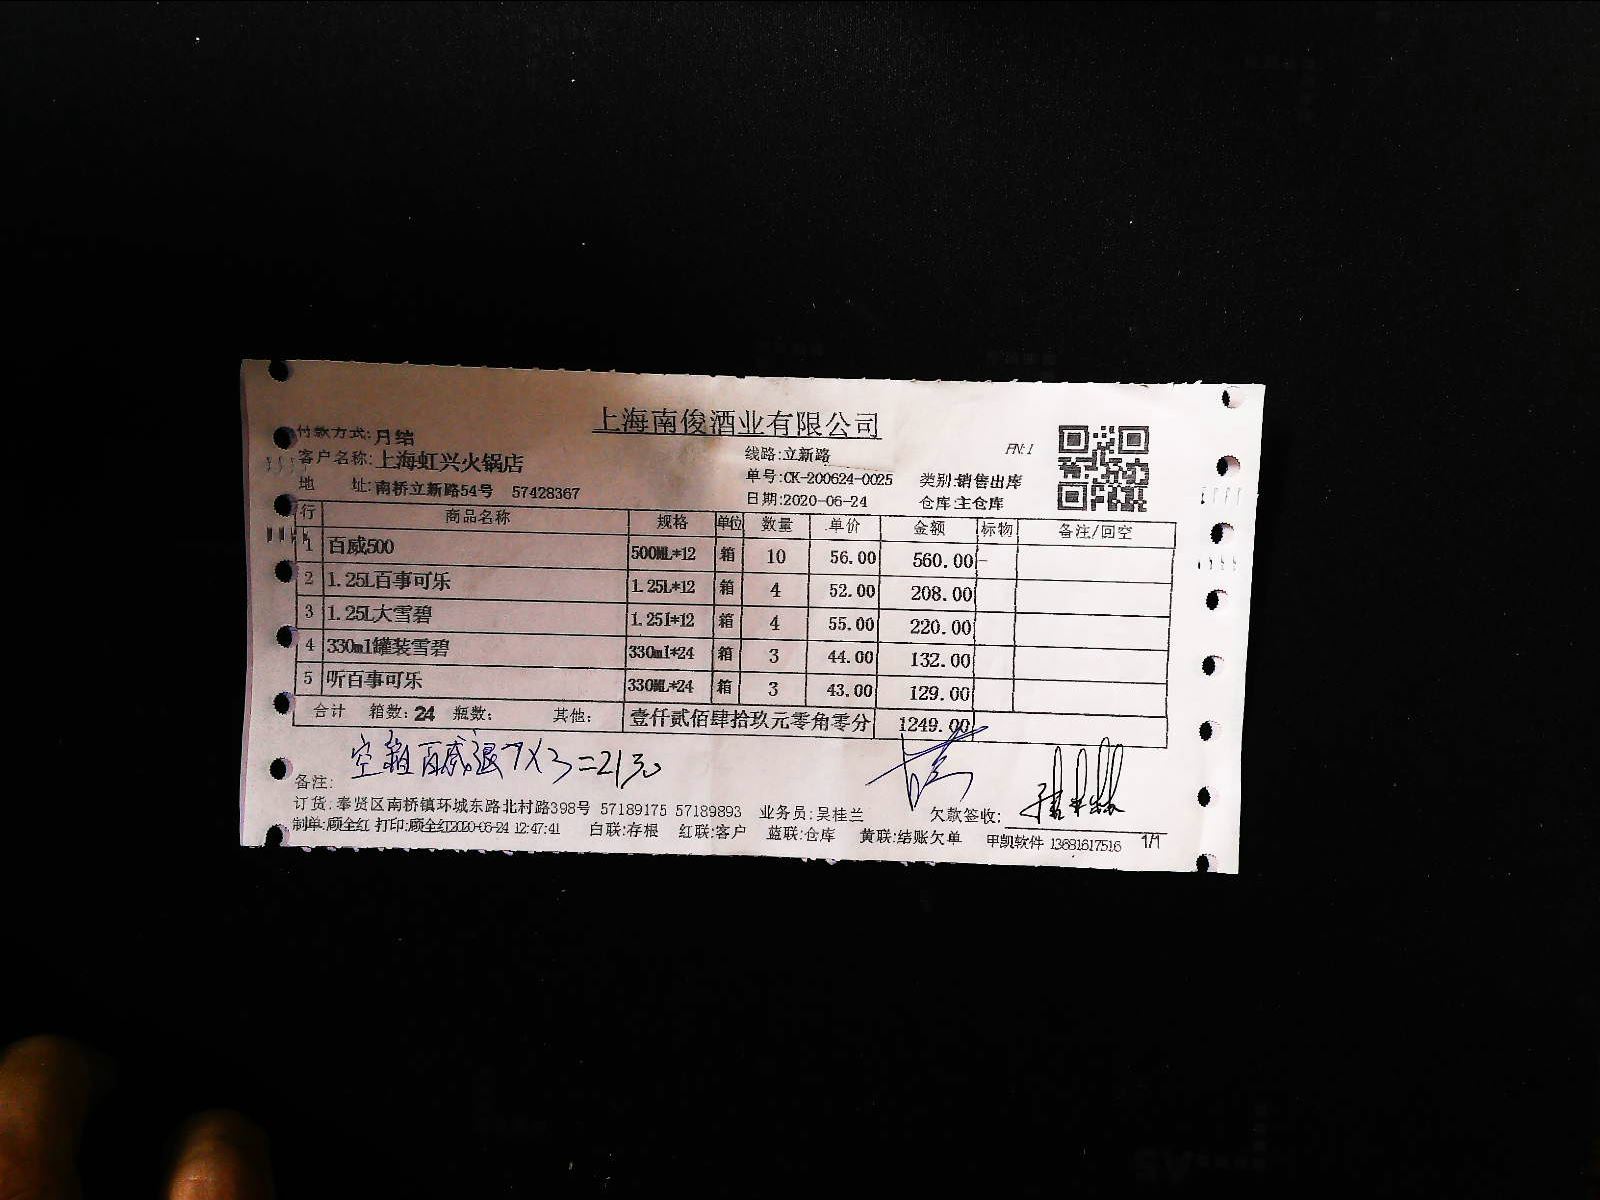 上海南俊酒业有限公司
付款方式:月结
线路:立新路
PN:1
客户名称:上海虹兴火锅店
单号:CK-200624-0025 类别:销售出库
地 址:南桥立新路54号 57428367
日期:2020-06-24 仓库:主仓库
行 商品名称 规格 单位 数量 单价 金额 标物 备注/回空
1 百威500 500ML*12 箱 10 56.00 560.00 -
2 1.25L百事可乐 1.25L*12 箱 4 52.00 208.00
3 1.25L大雪碧 1.25l*12 箱 4 55.00 220.00
4 330ml罐装雪碧 330ml*24 箱 3 44.00 132.00
5 听百事可乐 330ML*24 箱 3 43.00 129.00
合计 箱数:24 瓶数: 其他: 壹仟贰佰肆拾玖元零角零分 1249.00
空箱百威退7X3=21元
备注:
订货:奉贤区南桥镇环城东路北村路398号 57189175 57189893 业务员:吴桂兰 欠款签收:
制单:顾全红 打印:顾全红2020-06-24 12:47:41 白联:存根 红联:客户 蓝联:仓库 黄联:结账欠单 甲凯软件 13681617516 1/1